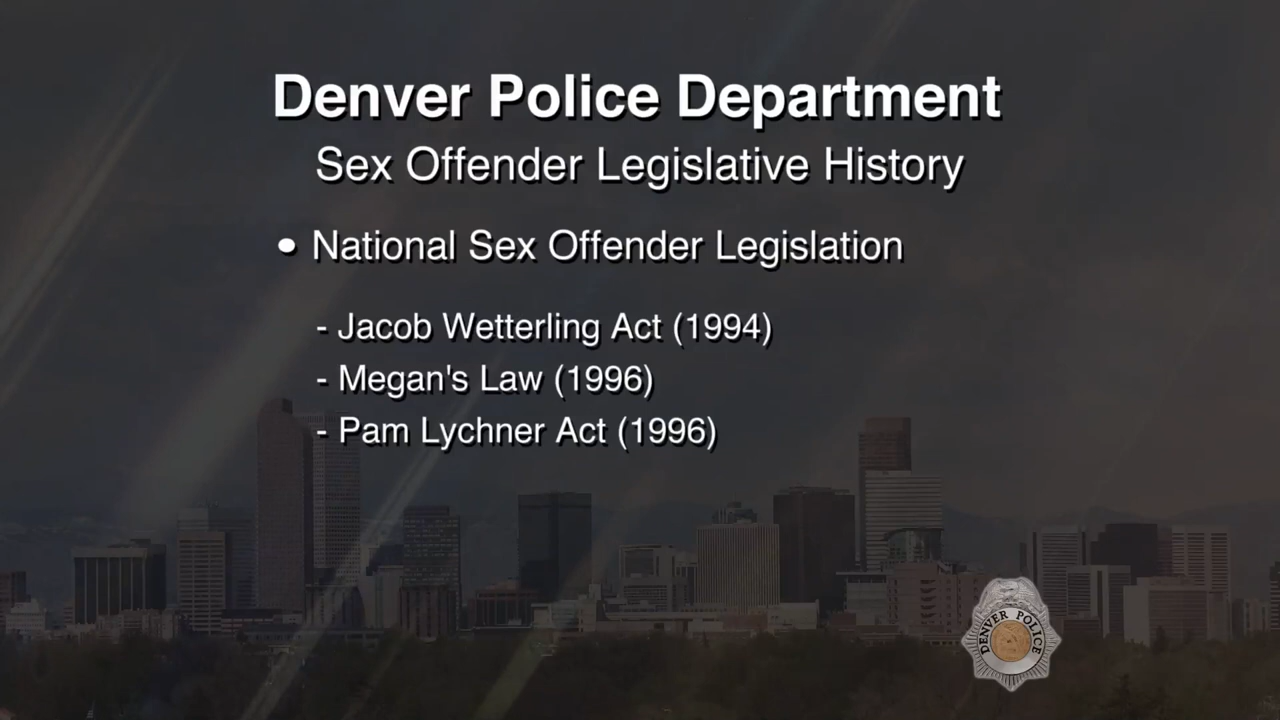 Denver Police Department
Sex Offender Legislative History
• National Sex Offender Legislation
- Jacob Wetterling Act (1994)
- Megan's Law (1996)
- Pam Lychner Act (1996)
DENVER POLICE